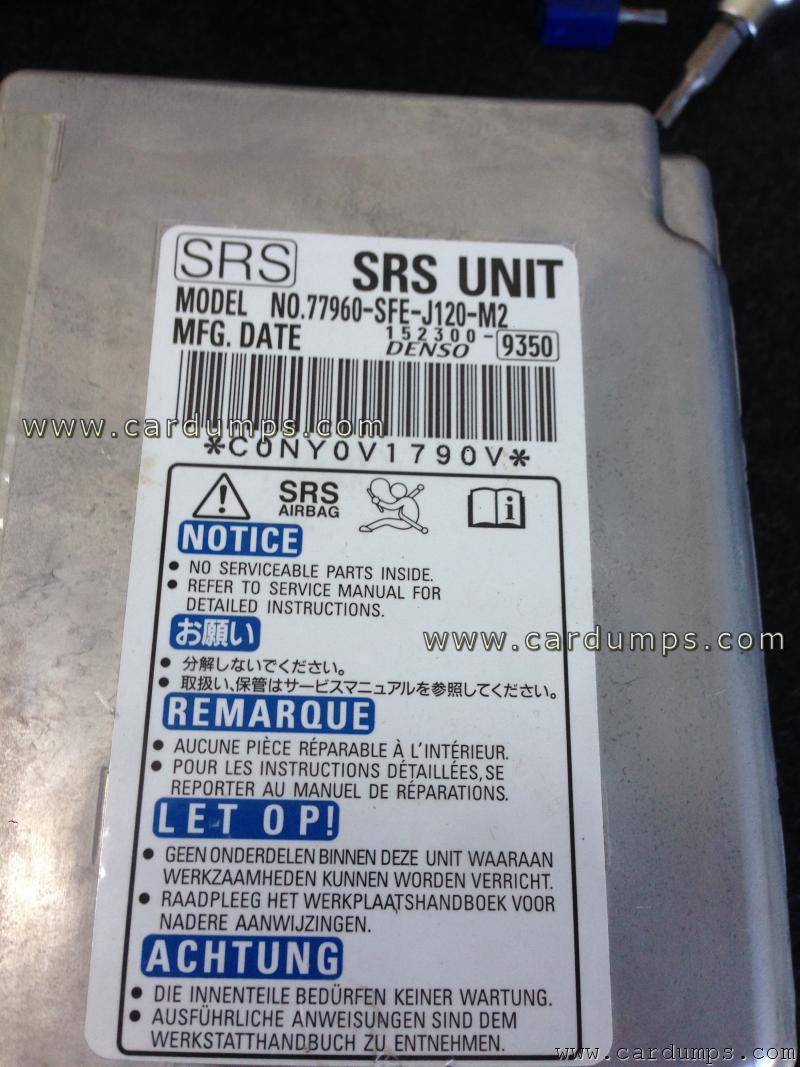 SRS SRS UNIT
MODEL NO.77960-SFE-J120-M2
MFG. DATE 152300-9350
DENSO
www.cardumps.com
*CONY0V1790V*
SRS
AIRBAG
NOTICE
• NO SERVICEABLE PARTS INSIDE.
• REFER TO SERVICE MANUAL FOR
DETAILED INSTRUCTIONS.
お願い
www.cardumps.com
• 分解しないでください。
• 取扱い、保管はサービスマニュアルを参照してください。
REMARQUE
• AUCUNE PIÈCE RÉPARABLE À L'INTÉRIEUR.
• POUR LES INSTRUCTIONS DÉTAILLÉES, SE
REPORTER AU MANUEL DE RÉPARATIONS.
LET OP!
• GEEN ONDERDELEN BINNEN DEZE UNIT WAARAAN
WERKZAAMHEDEN KUNNEN WORDEN VERRICHT.
• RAADPLEEG HET WERKPLAATSHANDBOEK VOOR
NADERE AANWIJZINGEN.
ACHTUNG
• DIE INNENTEILE BEDÜRFEN KEINER WARTUNG.
• AUSFÜHRLICHE ANWEISUNGEN SIND DEM
WERKSTATTHANDBUCH ZU ENTNEHMEN.
www.cardumps.com